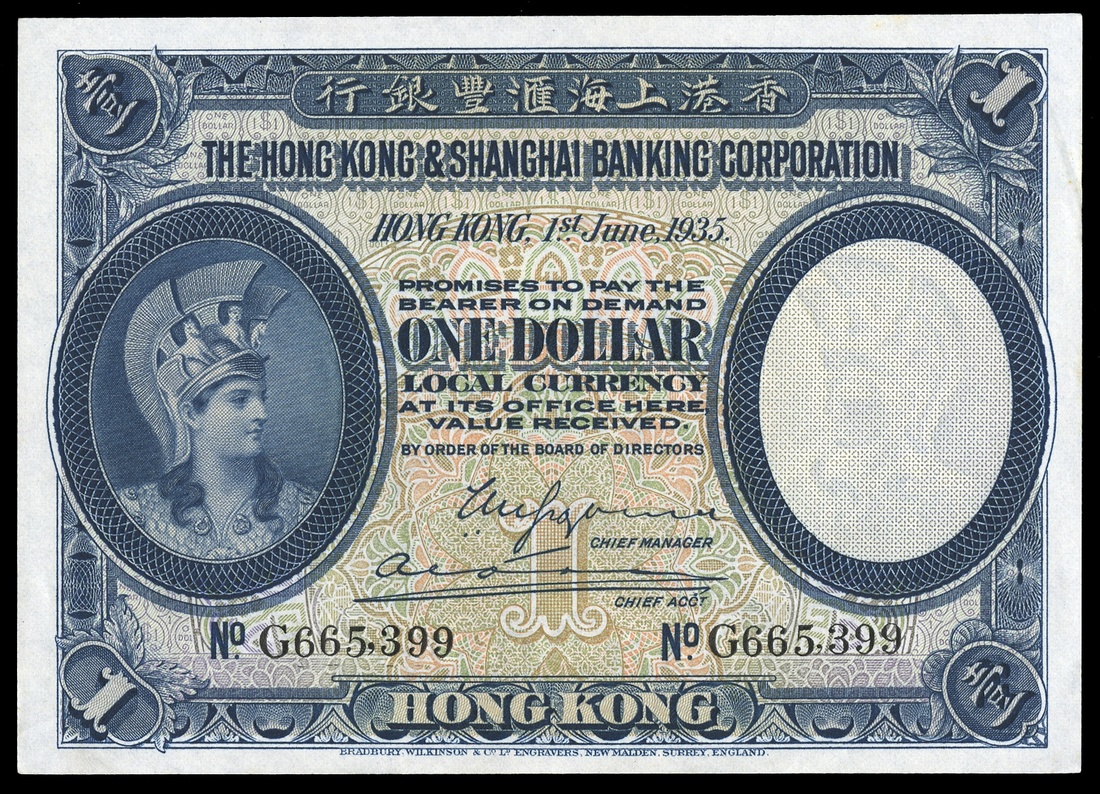 香港上海滙豐銀行
THE HONG KONG & SHANGHAI BANKING CORPORATION
HONG KONG, 1st June, 1935.
PROMISES TO PAY THE
BEARER ON DEMAND
ONE DOLLAR
LOCAL CURRENCY
AT ITS OFFICE HERE
VALUE RECEIVED.
BY ORDER OF THE BOARD OF DIRECTORS
CHIEF MANAGER
CHIEF ACCT
No. G665,399 No. G665,399
1 HONG KONG
BRADBURY, WILKINSON & Co. Ld. ENGRAVERS, NEW MALDEN, SURREY, ENGLAND.